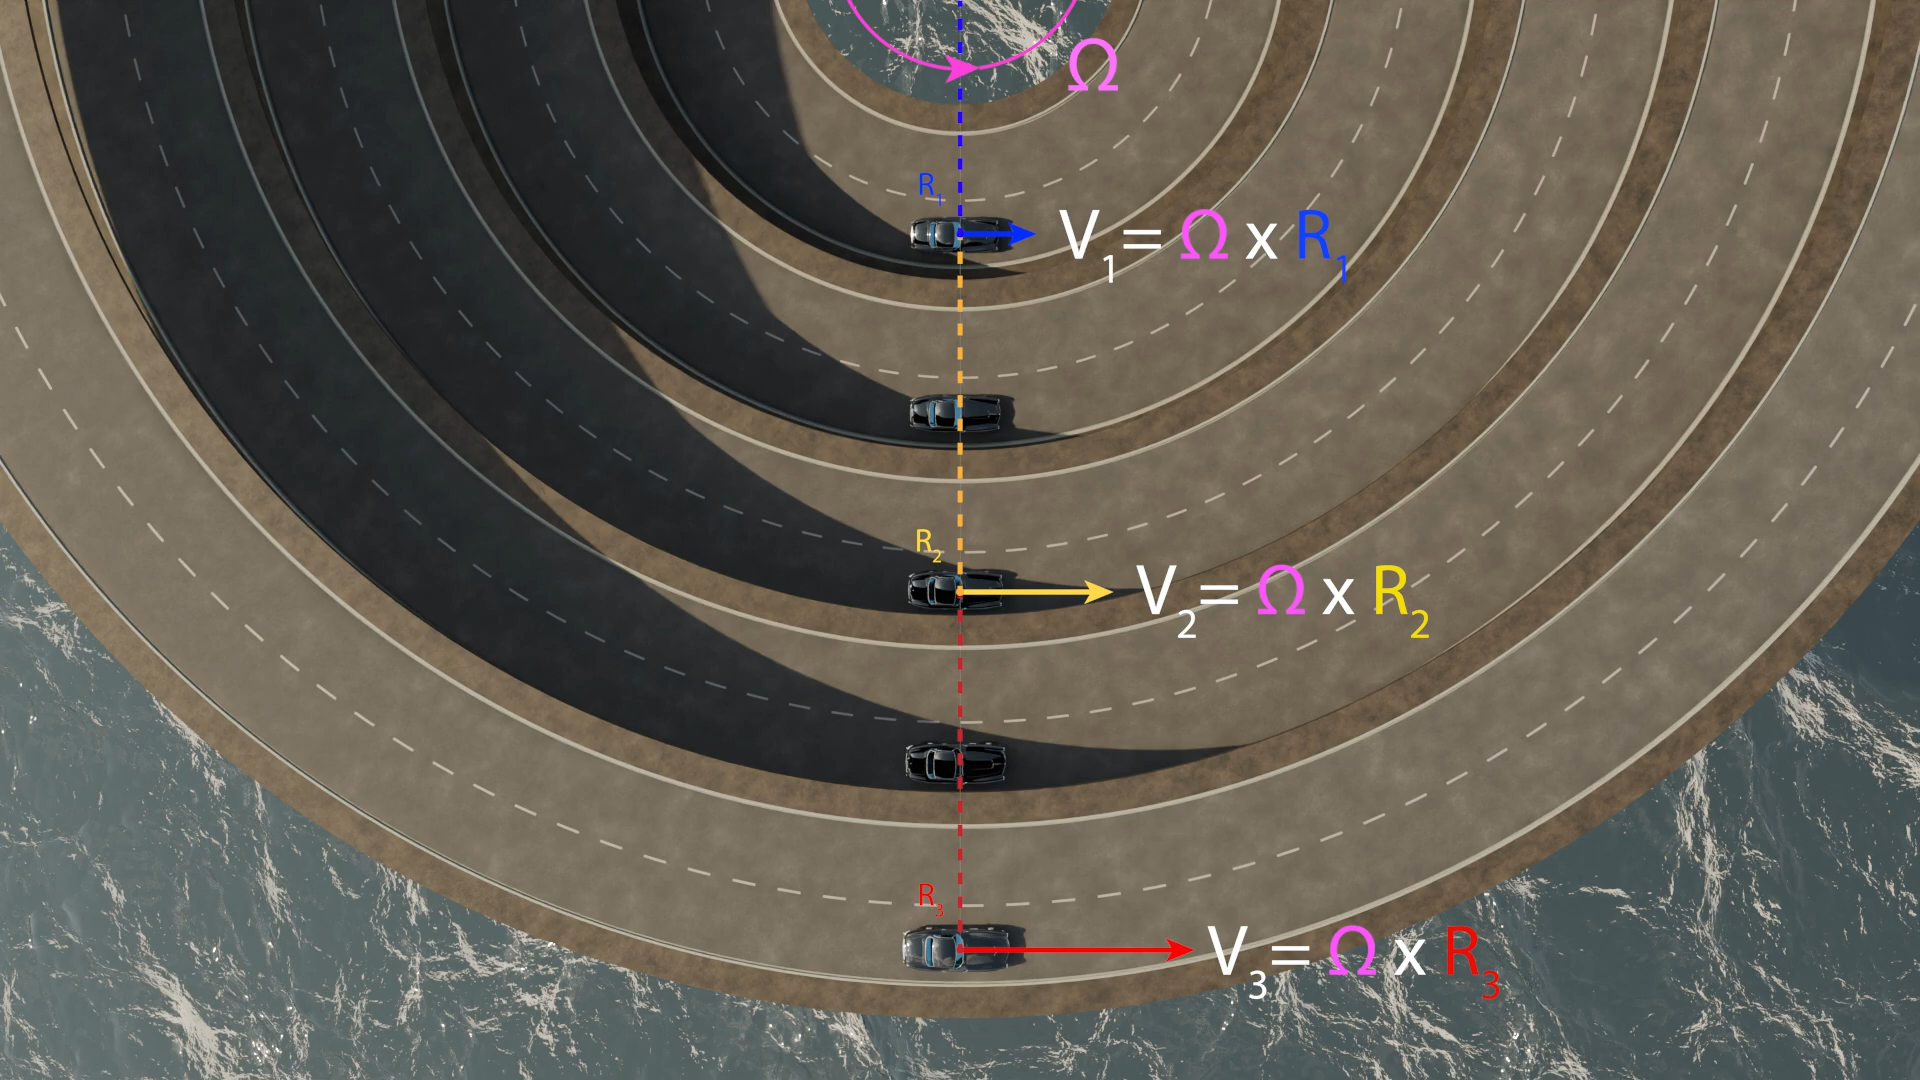 Ω
R₁
V₁ = Ω x R₁
R₂
V₂ = Ω x R₂
R₃
V₃ = Ω x R₃